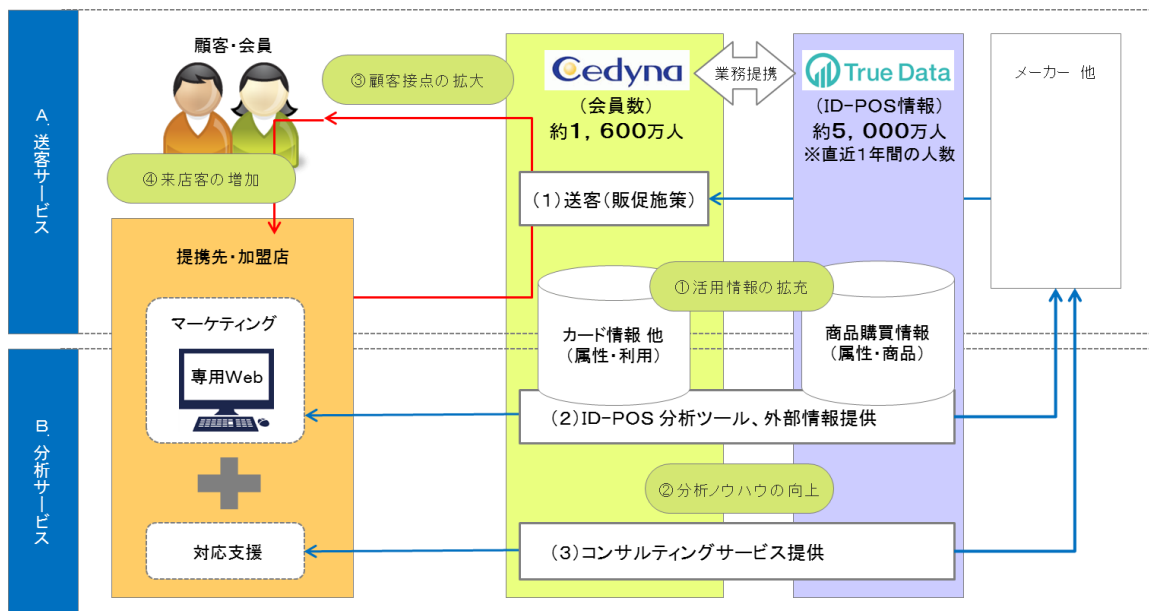 A．送客サービス
顧客・会員
③顧客接点の拡大
Cedyna
業務提携
True Data
メーカー 他
(会員数)
約1，600万人
(ID-POS情報)
約5，000万人
※直近1年間の人数
④来店客の増加
(1)送客(販促施策)
提携先・加盟店
①活用情報の拡充
マーケティング
専用Web
カード情報 他
(属性・利用)
商品購買情報
(属性・商品)
B．分析サービス
(2)ID-POS 分析ツール、外部情報提供
②分析ノウハウの向上
対応支援
(3)コンサルティングサービス提供